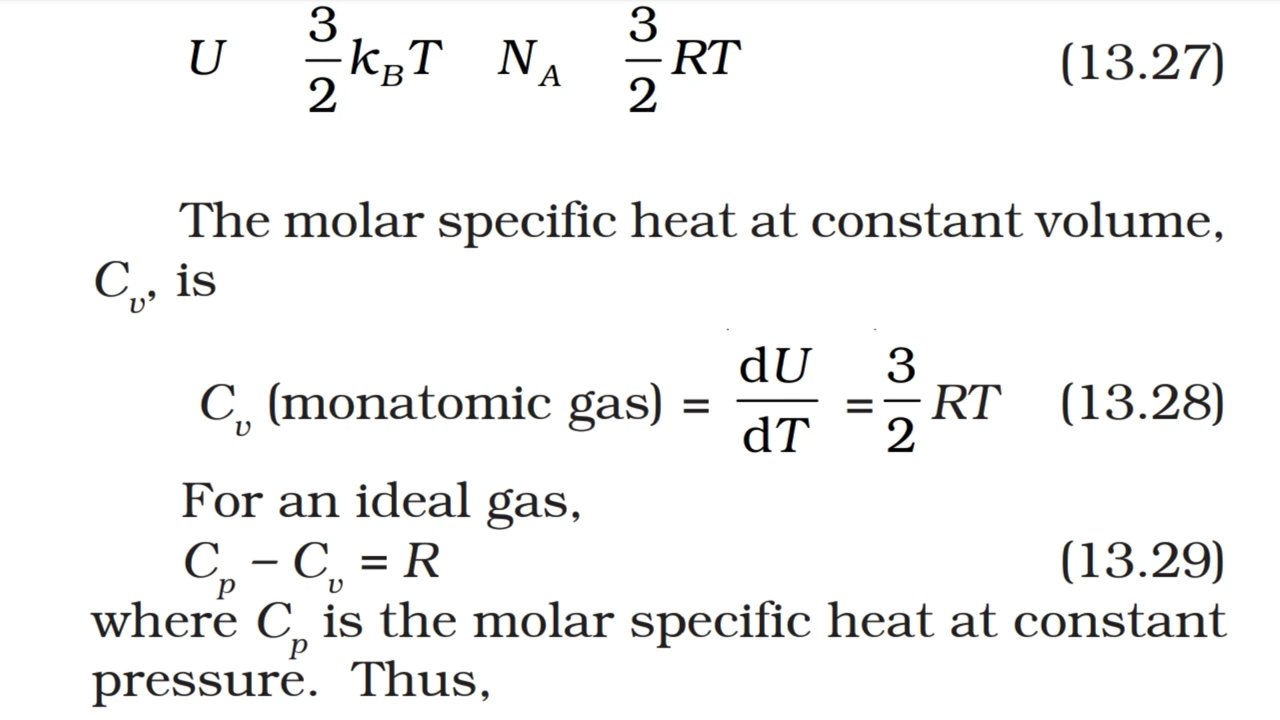 U 3/2 k_B T N_A 3/2 RT (13.27)
The molar specific heat at constant volume,
C_v, is
C_v (monatomic gas) = dU/dT = 3/2 RT (13.28)
For an ideal gas,
C_p – C_v = R (13.29)
where C_p is the molar specific heat at constant
pressure. Thus,